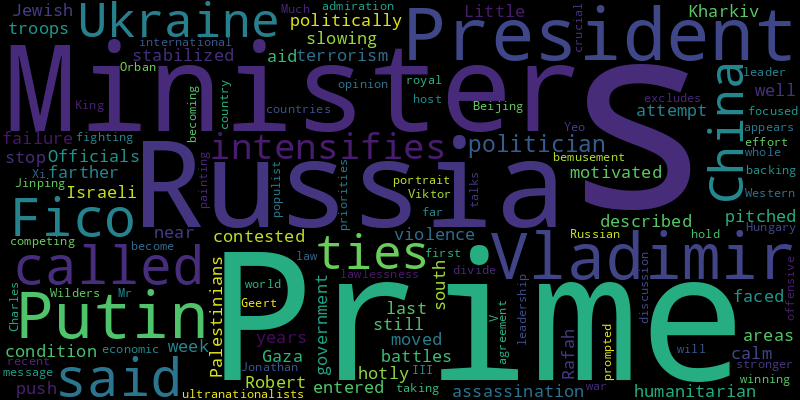 Jewish Ukraine Much admiration Little crucial Kharkiv
troops politically President
international slowing
stabilized aid terrorism leader
Ministers Orban opinion China well
King country royal Beijing excludes
becoming countries host attempt focused
failure fighting Yeo appears
stop Officials intensifies politician effort
farther bemusement whole
Xi motivated backing
Jinping Israeli painting populist priorities portrait talks Western
Russia Viktor S
Fico far described pitched
near violence Russian hold Hungary
competing become contested law first
called ties Vladimir
lawlessness divide
Charles Wilders Mr Palestinians world government south leadership discussion offensive
Putin Geert Prime faced
last agreement V
years still
condition economic week Gaza moved Rafah prompted areas
recent battles calm
message Jonathan hotly III will stronger
push said Robert entered taking war winning
ultranationalists assassination humanitarian